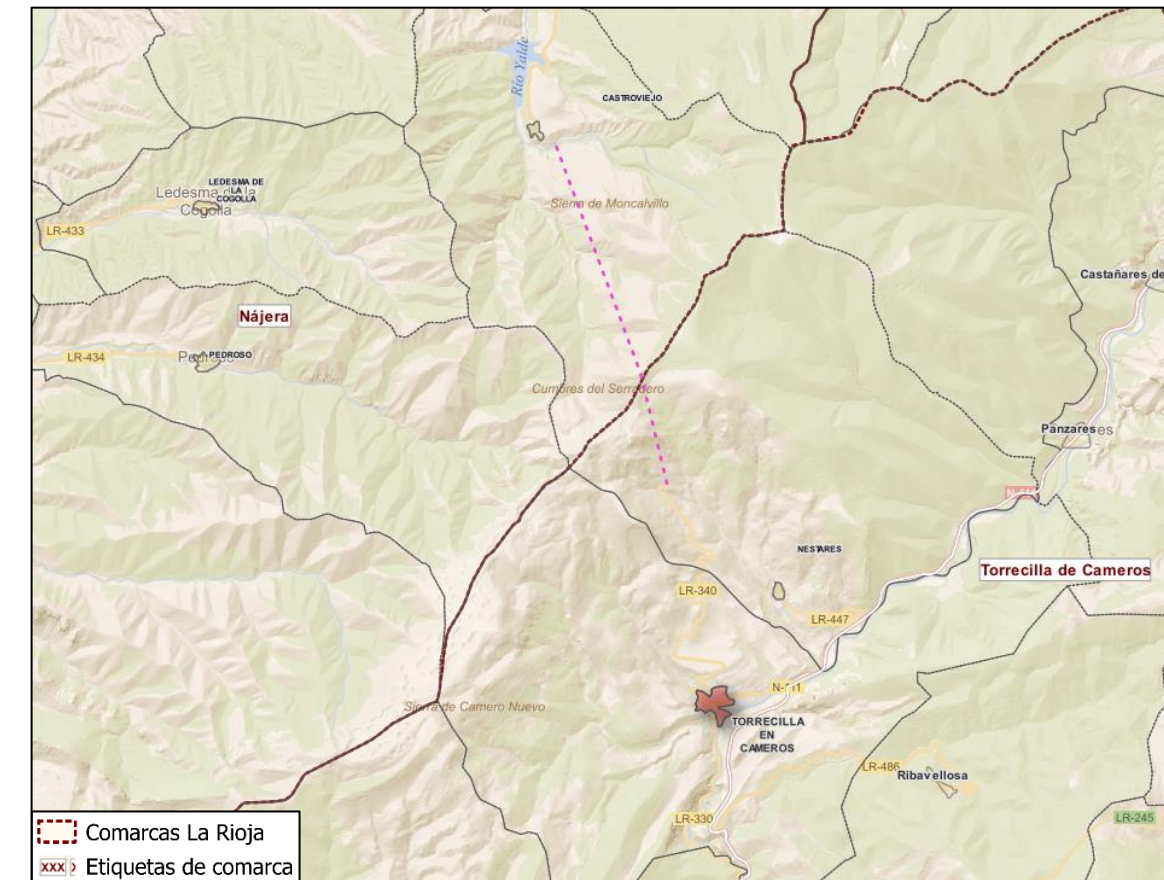 Río Yalde
CASTROVIEJO
Ledesma de la
Cogolla
LEDESMA DE
LA
COGOLLA
LR-433
Sierra de Moncalvillo
Castañares de
Nájera
LR-434
PEDROSO
Cumbres del Serradero
Panzares
NESTARES
Torrecilla de Cameros
LR-340
LR-447
N-111
Sierra de Camero Nuevo
TORRECILLA
EN
CAMEROS
LR-486
Ribavellosa
LR-330
LR-245
Comarcas La Rioja
XXX
Etiquetas de comarca